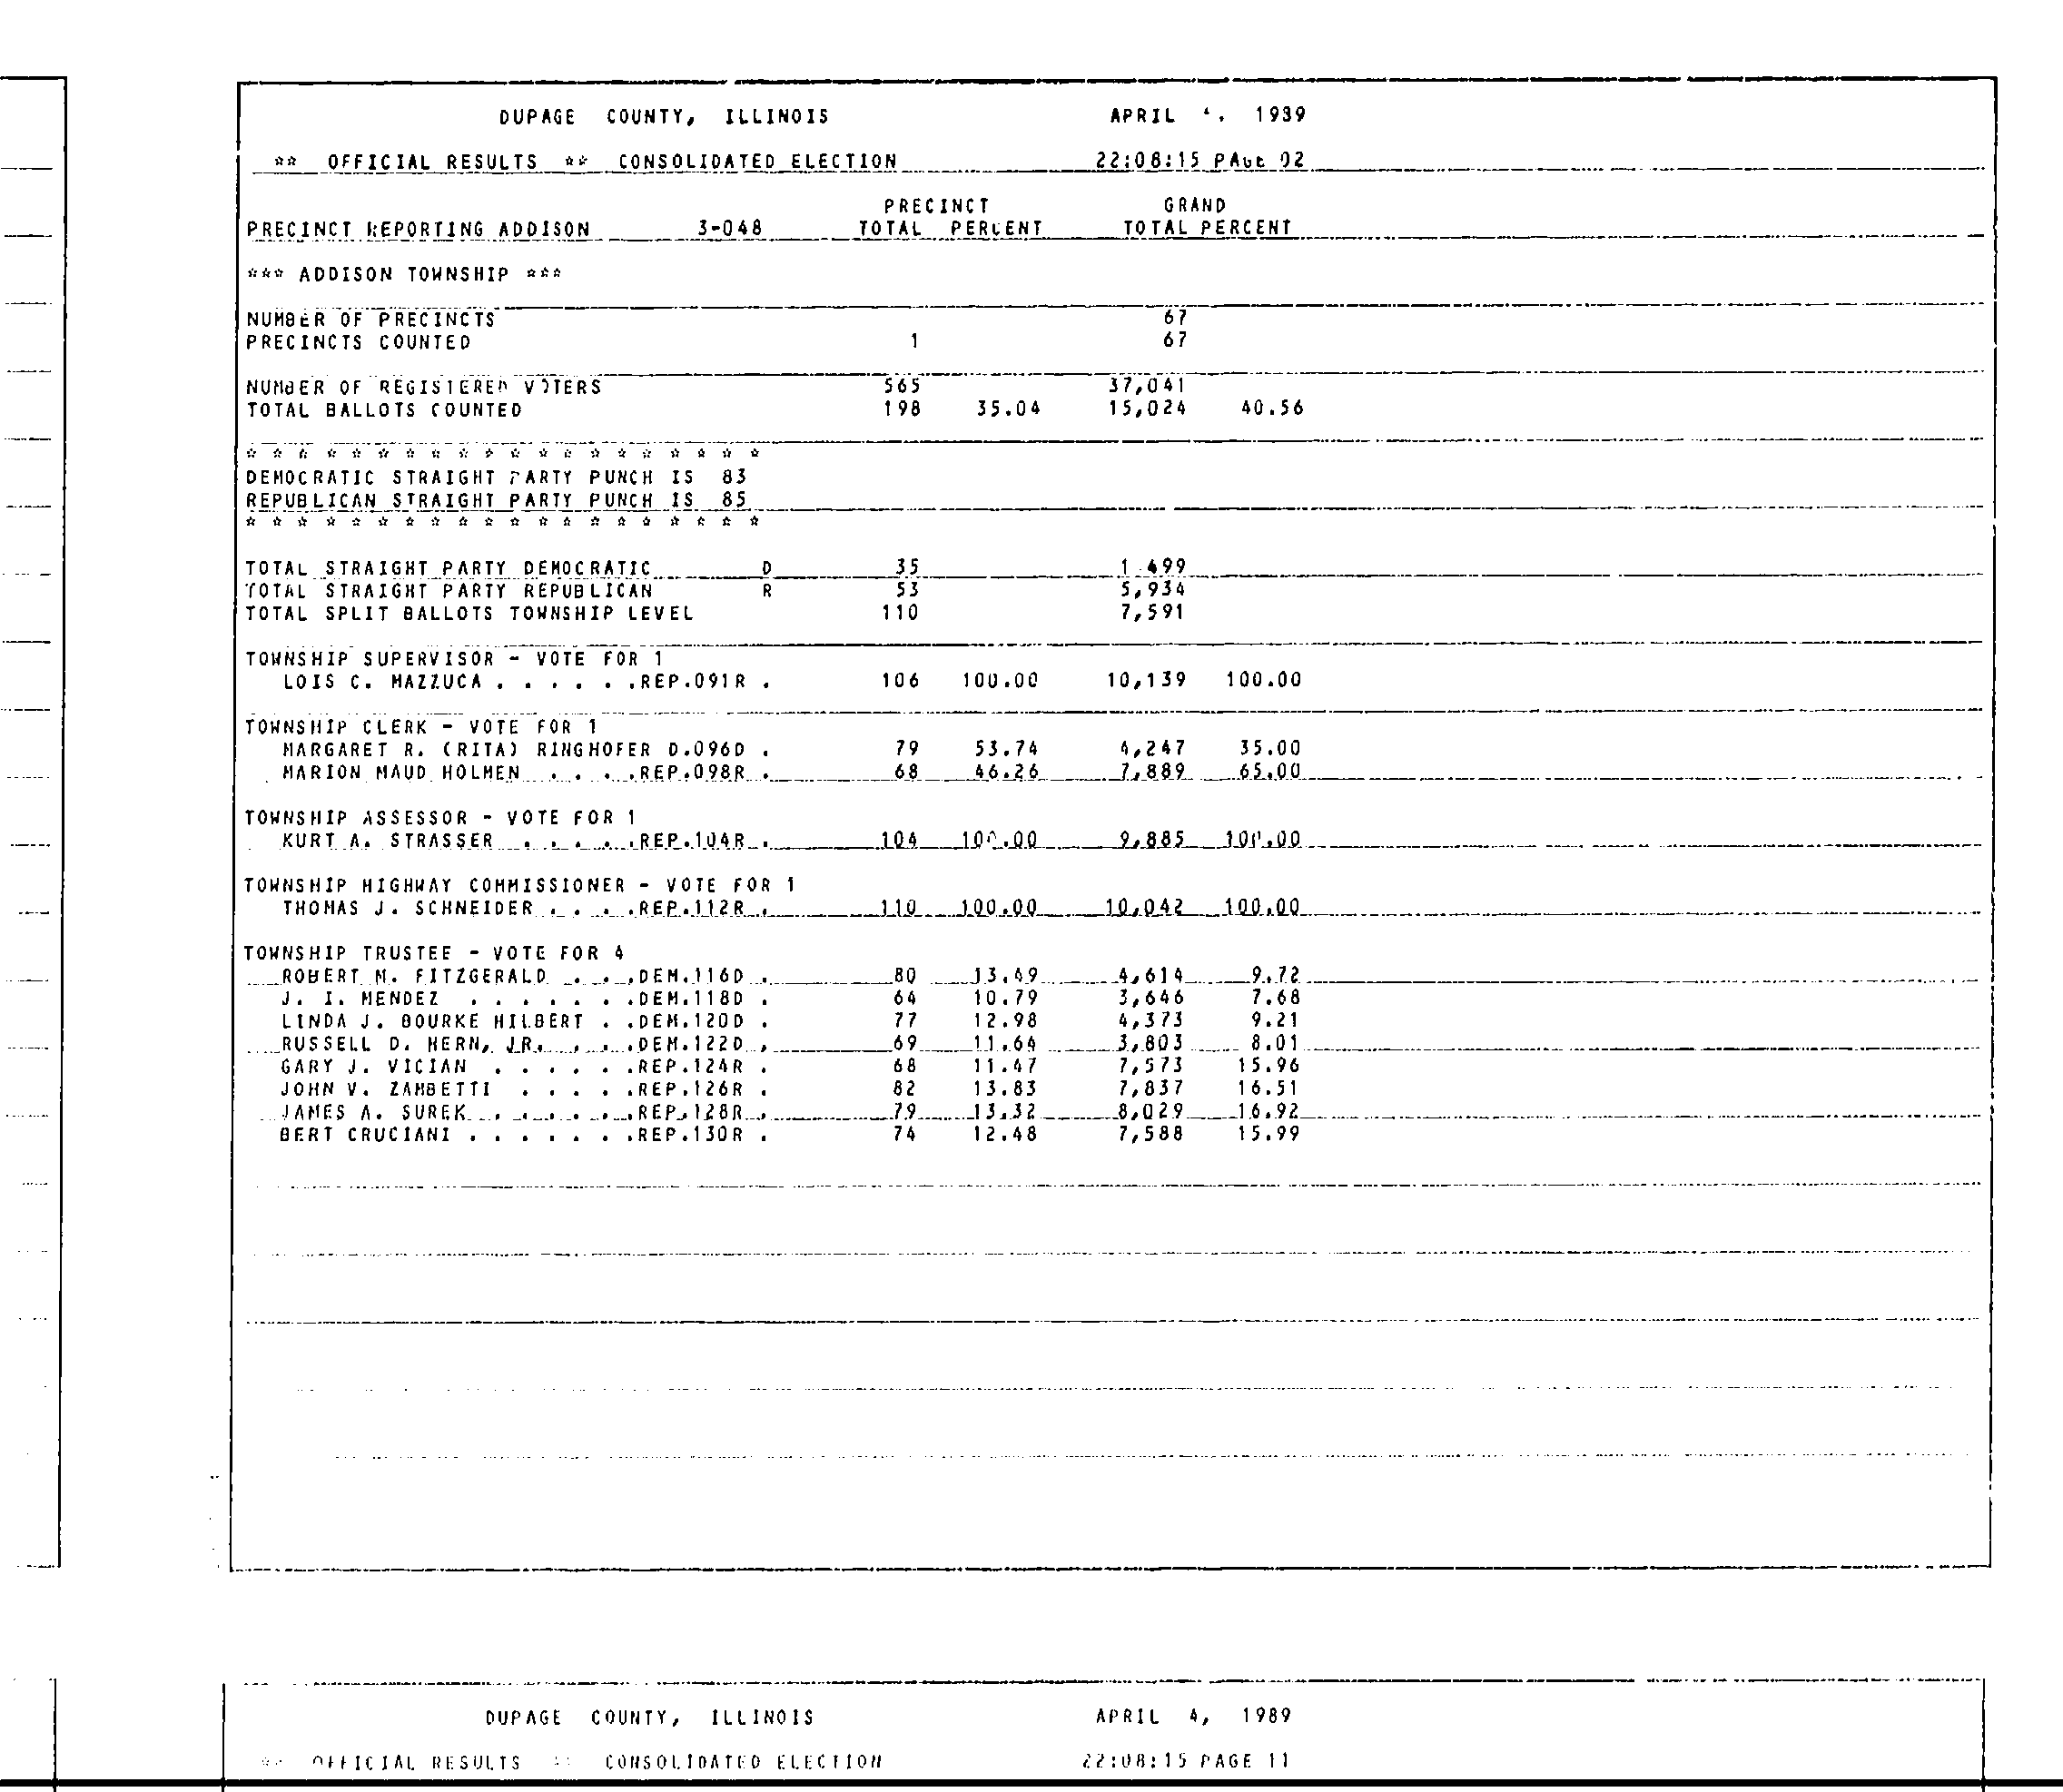 DUPAGE COUNTY, ILLINOIS APRIL 4, 1989
** OFFICIAL RESULTS ** CONSOLIDATED ELECTION 22:08:15 PAGE 02
PRECINCT GRAND
PRECINCT REPORTING ADDISON 3-048 TOTAL PERCENT TOTAL PERCENT
*** ADDISON TOWNSHIP ***
NUMBER OF PRECINCTS 67
PRECINCTS COUNTED 1 67
NUMBER OF REGISTERED VOTERS 565 37,041
TOTAL BALLOTS COUNTED 198 35.04 15,024 40.56
* * * * * * * * * * * * * * * * * * * *
DEMOCRATIC STRAIGHT PARTY PUNCH IS 83
REPUBLICAN STRAIGHT PARTY PUNCH IS 85
* * * * * * * * * * * * * * * * * * * *
TOTAL STRAIGHT PARTY DEMOCRATIC D 35 1,499
TOTAL STRAIGHT PARTY REPUBLICAN R 53 5,934
TOTAL SPLIT BALLOTS TOWNSHIP LEVEL 110 7,591
TOWNSHIP SUPERVISOR - VOTE FOR 1
LOIS C. MAZZUCA . . . . . .REP.091R . 106 100.00 10,139 100.00
TOWNSHIP CLERK - VOTE FOR 1
MARGARET R. (RITA) RINGHOFER D.096D . 79 53.74 4,247 35.00
MARION MAUD HOLMEN . . . . .REP.098R . 68 46.26 7,889 65.00
TOWNSHIP ASSESSOR - VOTE FOR 1
KURT A. STRASSER . . . . .REP.104R . 104 100.00 9,885 100.00
TOWNSHIP HIGHWAY COMMISSIONER - VOTE FOR 1
THOMAS J. SCHNEIDER . . . .REP.112R . 110 100.00 10,042 100.00
TOWNSHIP TRUSTEE - VOTE FOR 4
ROBERT M. FITZGERALD . . .DEM.116D . 80 13.49 4,614 9.72
J. I. MENDEZ . . . . . . .DEM.118D . 64 10.79 3,646 7.68
LINDA J. BOURKE HILBERT . .DEM.120D . 77 12.98 4,373 9.21
RUSSELL D. HERN, JR. . . .DEM.122D . 69 11.64 3,803 8.01
GARY J. VICIAN . . . . . .REP.124R . 68 11.47 7,573 15.96
JOHN V. ZAMBETTI . . . . .REP.126R . 82 13.83 7,837 16.51
JAMES A. SUREK . . . . . .REP.128R . 79 13.32 8,029 16.92
BERT CRUCIANI . . . . . . .REP.130R . 74 12.48 7,588 15.99
DUPAGE COUNTY, ILLINOIS APRIL 4, 1989
** OFFICIAL RESULTS ** CONSOLIDATED ELECTION 22:08:15 PAGE 11